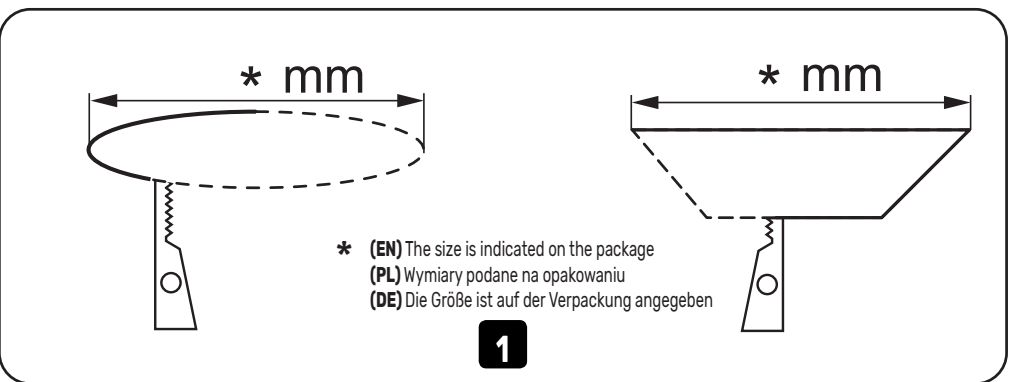 * mm
* mm
* (EN) The size is indicated on the package
(PL) Wymiary podane na opakowaniu
(DE) Die Größe ist auf der Verpackung angegeben
1